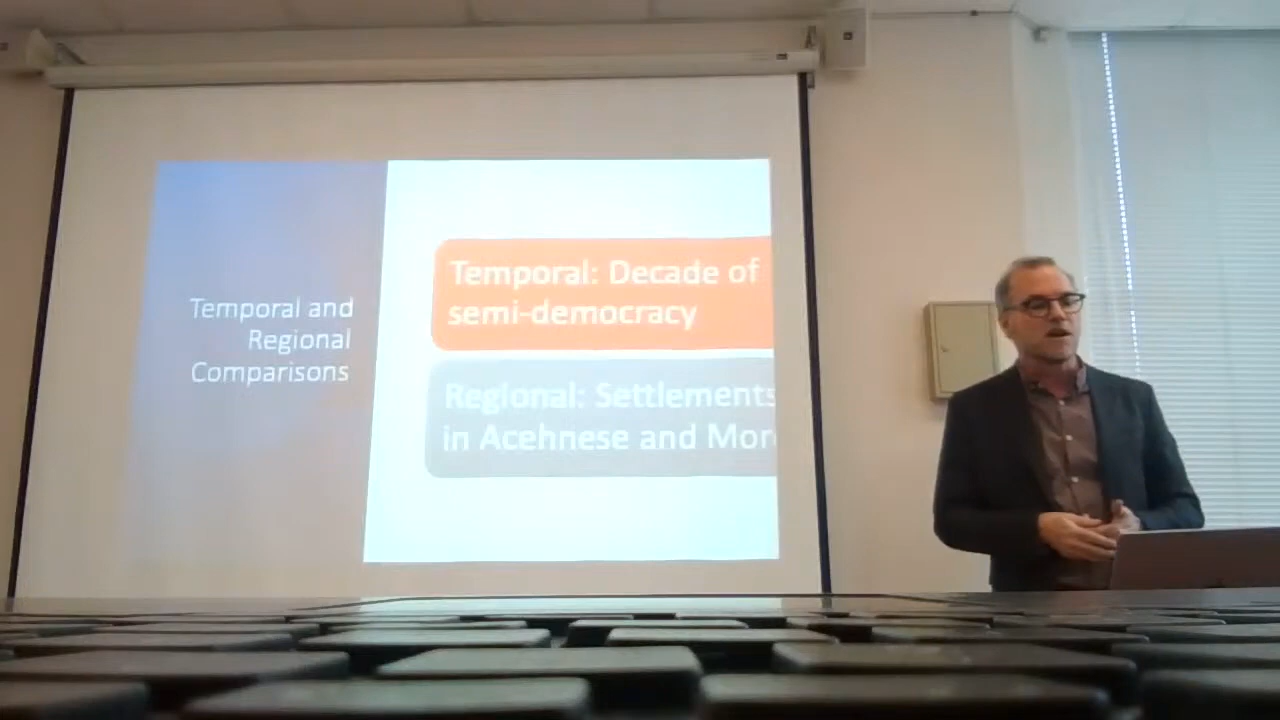 Temporal and
Regional
Comparisons
Temporal: Decade of
semi-democracy
Regional: Settlements
in Acehnese and